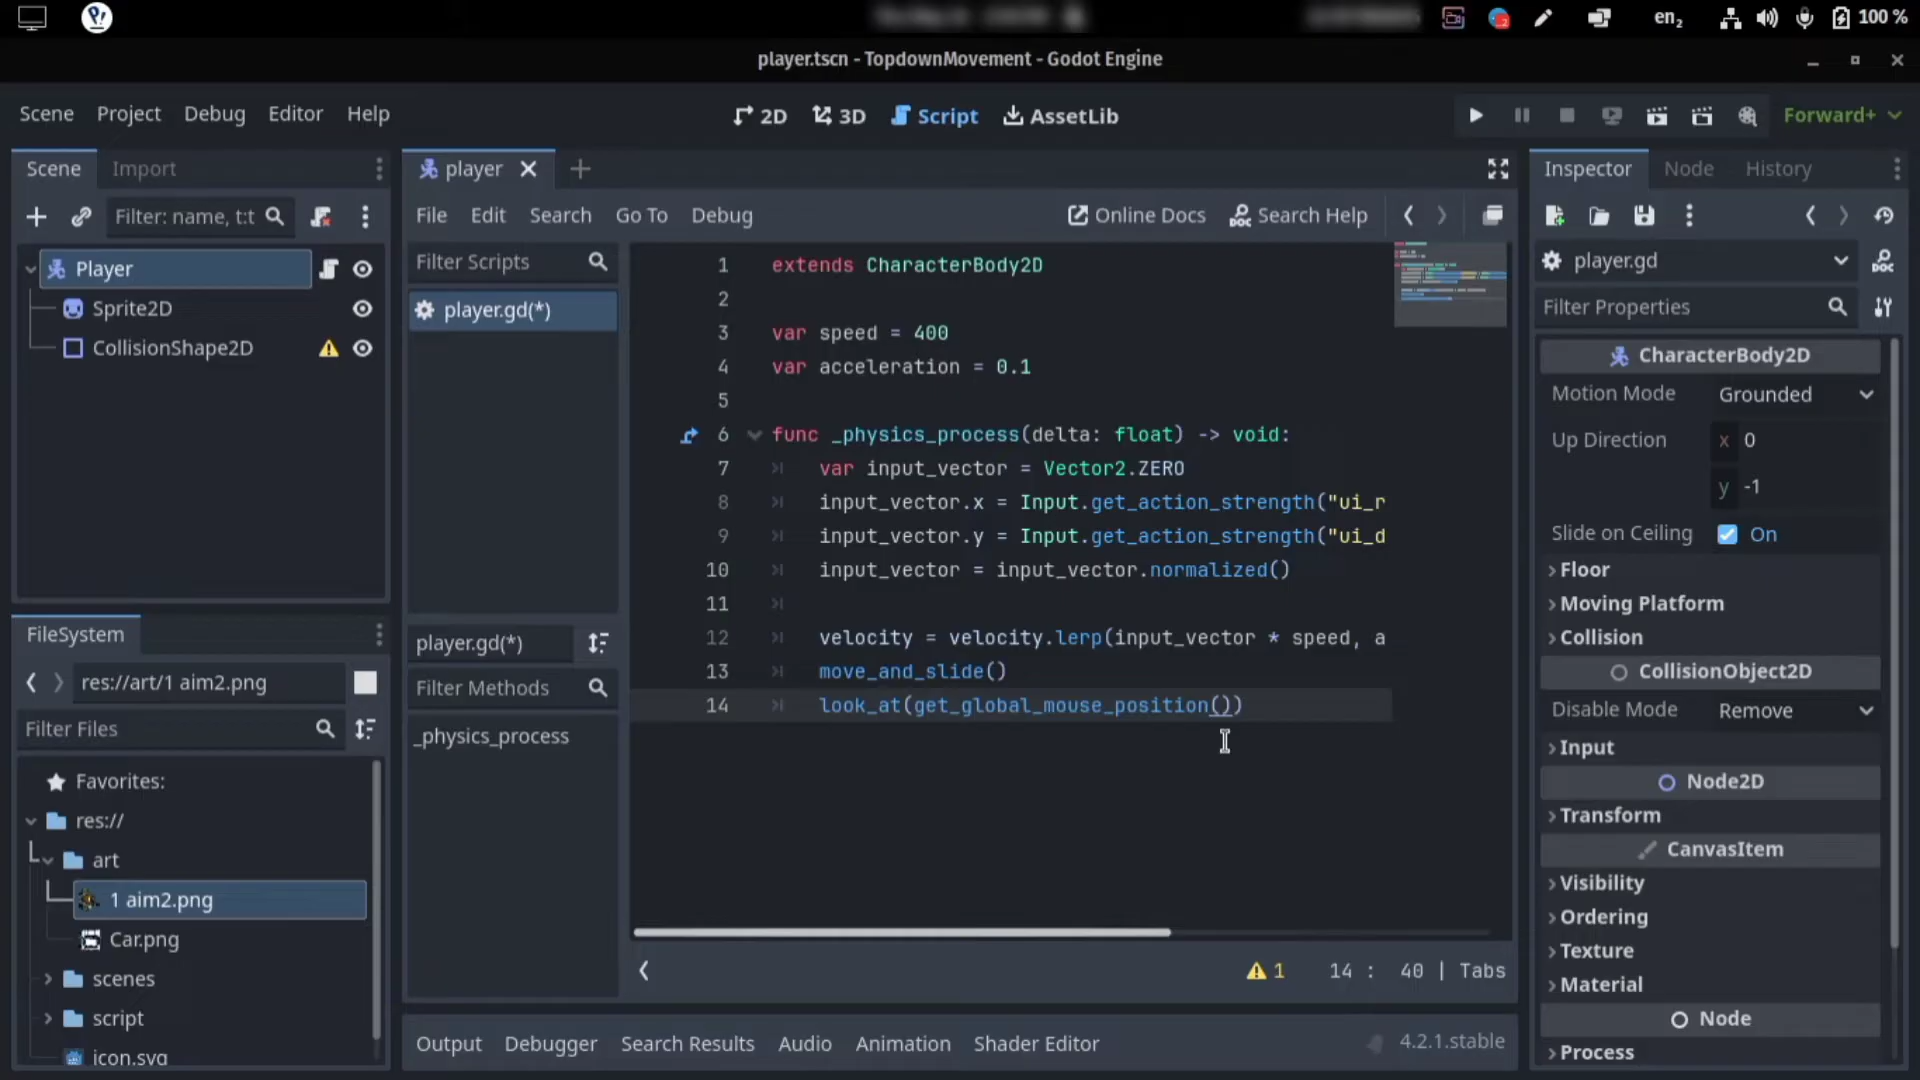 en2
100 %
player.tscn - TopdownMovement - Godot Engine
Scene Project Debug Editor Help
2D 3D Script AssetLib
Forward+
Scene Import
Filter: name, t:t
Player
Sprite2D
CollisionShape2D
FileSystem
res://art/1 aim2.png
Filter Files
Favorites:
res://
art
1 aim2.png
Car.png
scenes
script
icon.svg
player
File Edit Search Go To Debug
Online Docs Search Help
Filter Scripts
player.gd(*)
player.gd(*)
Filter Methods
_physics_process
1 extends CharacterBody2D
2
3 var speed = 400
4 var acceleration = 0.1
5
6 func _physics_process(delta: float) -> void:
7 var input_vector = Vector2.ZERO
8 input_vector.x = Input.get_action_strength("ui_r
9 input_vector.y = Input.get_action_strength("ui_d
10 input_vector = input_vector.normalized()
11
12 velocity = velocity.lerp(input_vector * speed, a
13 move_and_slide()
14 look_at(get_global_mouse_position())
1 14 : 40 | Tabs
Output Debugger Search Results Audio Animation Shader Editor
4.2.1.stable
Inspector Node History
player.gd
Filter Properties
CharacterBody2D
Motion Mode Grounded
Up Direction x 0
y -1
Slide on Ceiling On
Floor
Moving Platform
Collision
CollisionObject2D
Disable Mode Remove
Input
Node2D
Transform
CanvasItem
Visibility
Ordering
Texture
Material
Node
Process